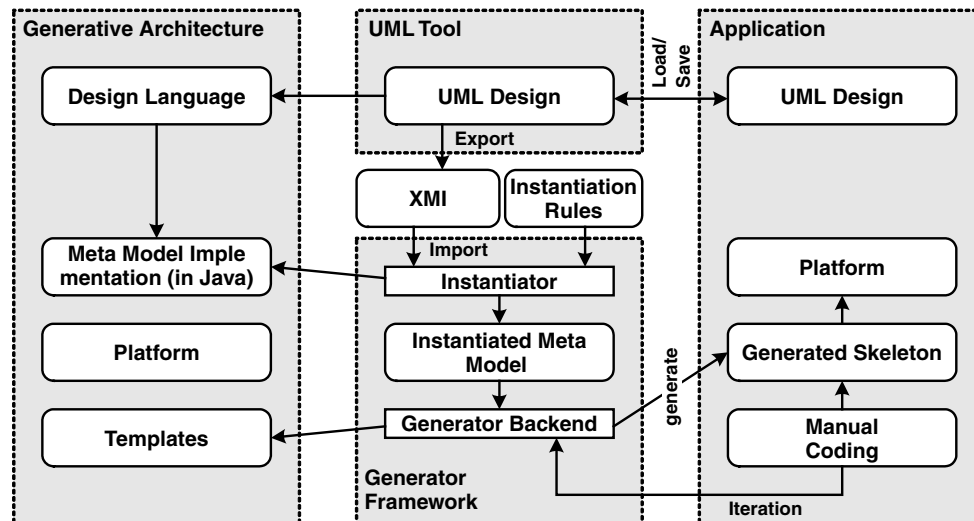 Generative Architecture
UML Tool
Application
Design Language
UML Design
Load/
Save
UML Design
Export
XMI
Instantiation
Rules
Meta Model Imple
mentation (in Java)
Import
Instantiator
Platform
Platform
Instantiated Meta
Model
generate
Generated Skeleton
Templates
Generator Backend
Manual
Coding
Generator
Framework
Iteration